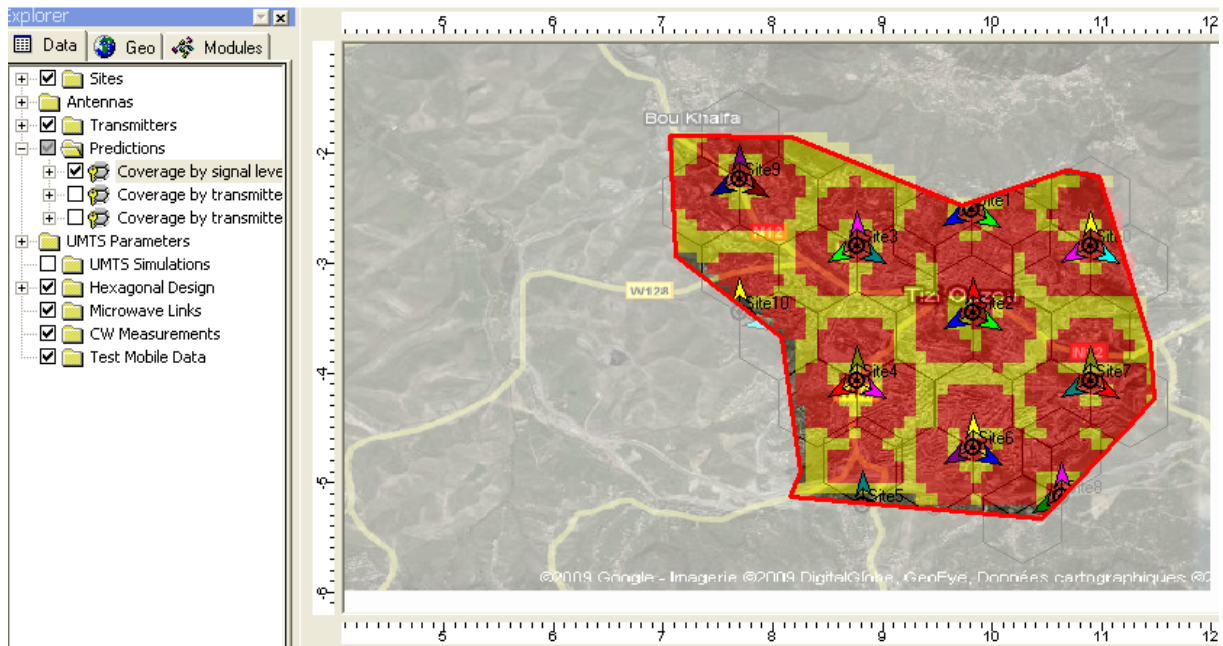 Explorer
Data
Geo
Modules
Sites
Antennas
Transmitters
Predictions
Coverage by signal leve
Coverage by transmitte
Coverage by transmitte
UMTS Parameters
UMTS Simulations
Hexagonal Design
Microwave Links
CW Measurements
Test Mobile Data
5 6 7 8 9 10 11 12
-2
-3
-4
-5
-6
Bou Khalfa
Site9
Site1
N12
Site3
W128
Site10
Site2
Site4
Site7
Site6
Site5
Site8
©2009 Google - Imagerie ©2009 DigitalGlobe, GeoEye, Données cartographiques ©2
5 6 7 8 9 10 11 12